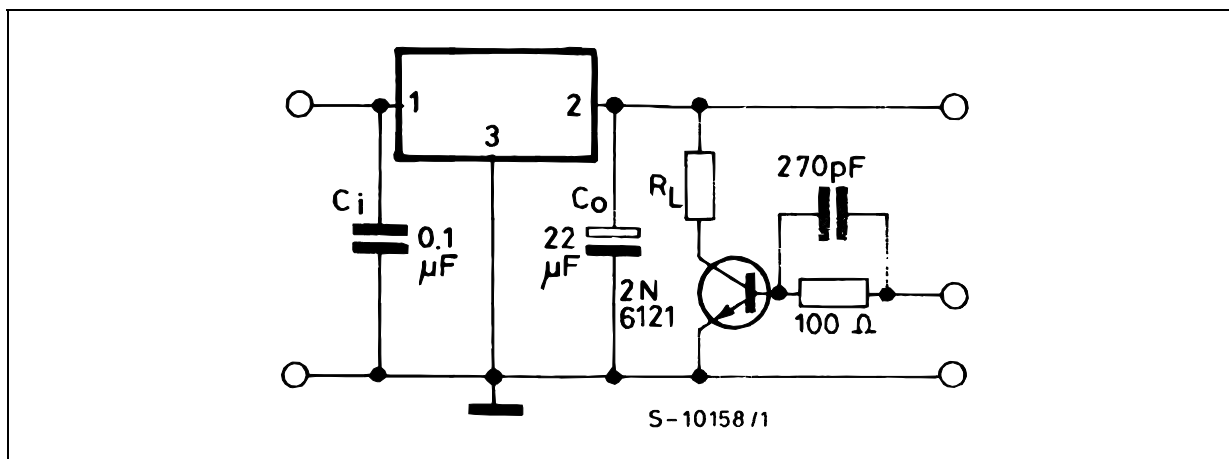 1
2
3
Ci
0.1
µF
Co
22
µF
2N
6121
RL
270pF
100 Ω
S-10158/1